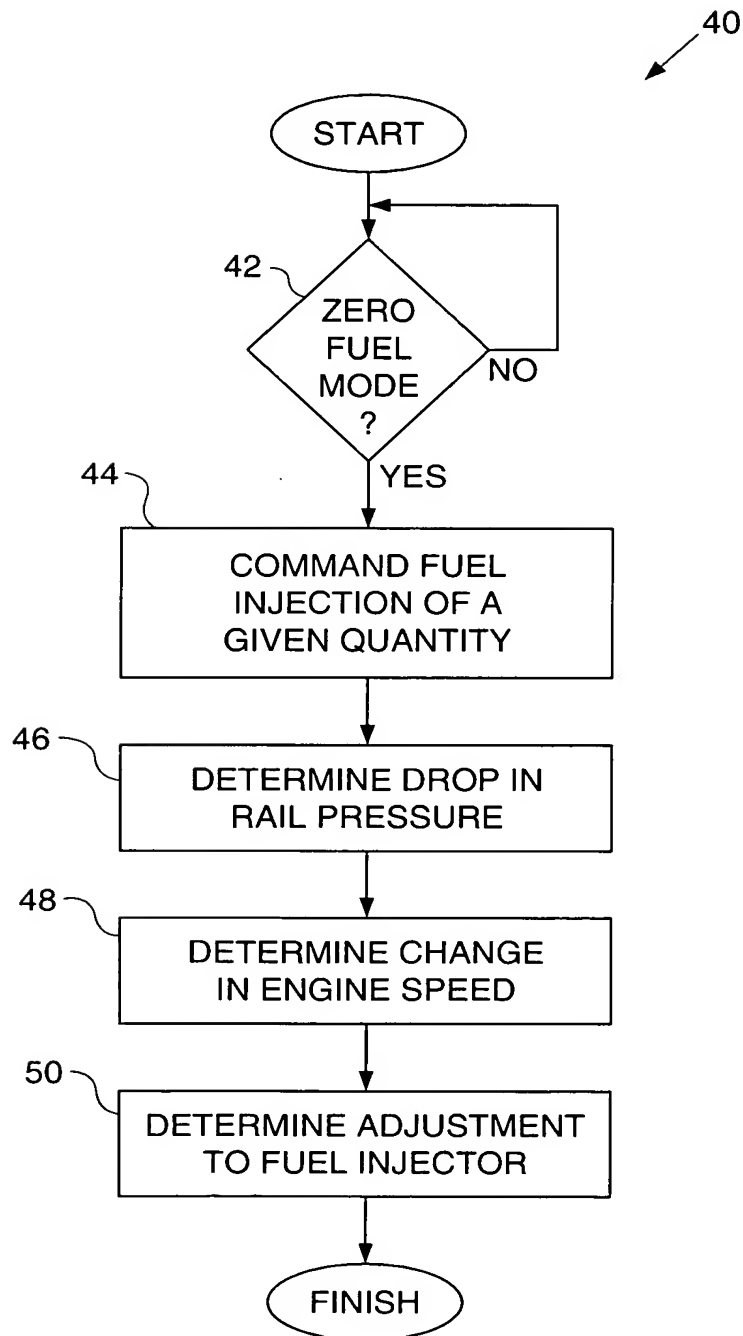 40
START
42
ZERO
FUEL
MODE
?
NO
YES
44
COMMAND FUEL
INJECTION OF A
GIVEN QUANTITY
46
DETERMINE DROP IN
RAIL PRESSURE
48
DETERMINE CHANGE
IN ENGINE SPEED
50
DETERMINE ADJUSTMENT
TO FUEL INJECTOR
FINISH